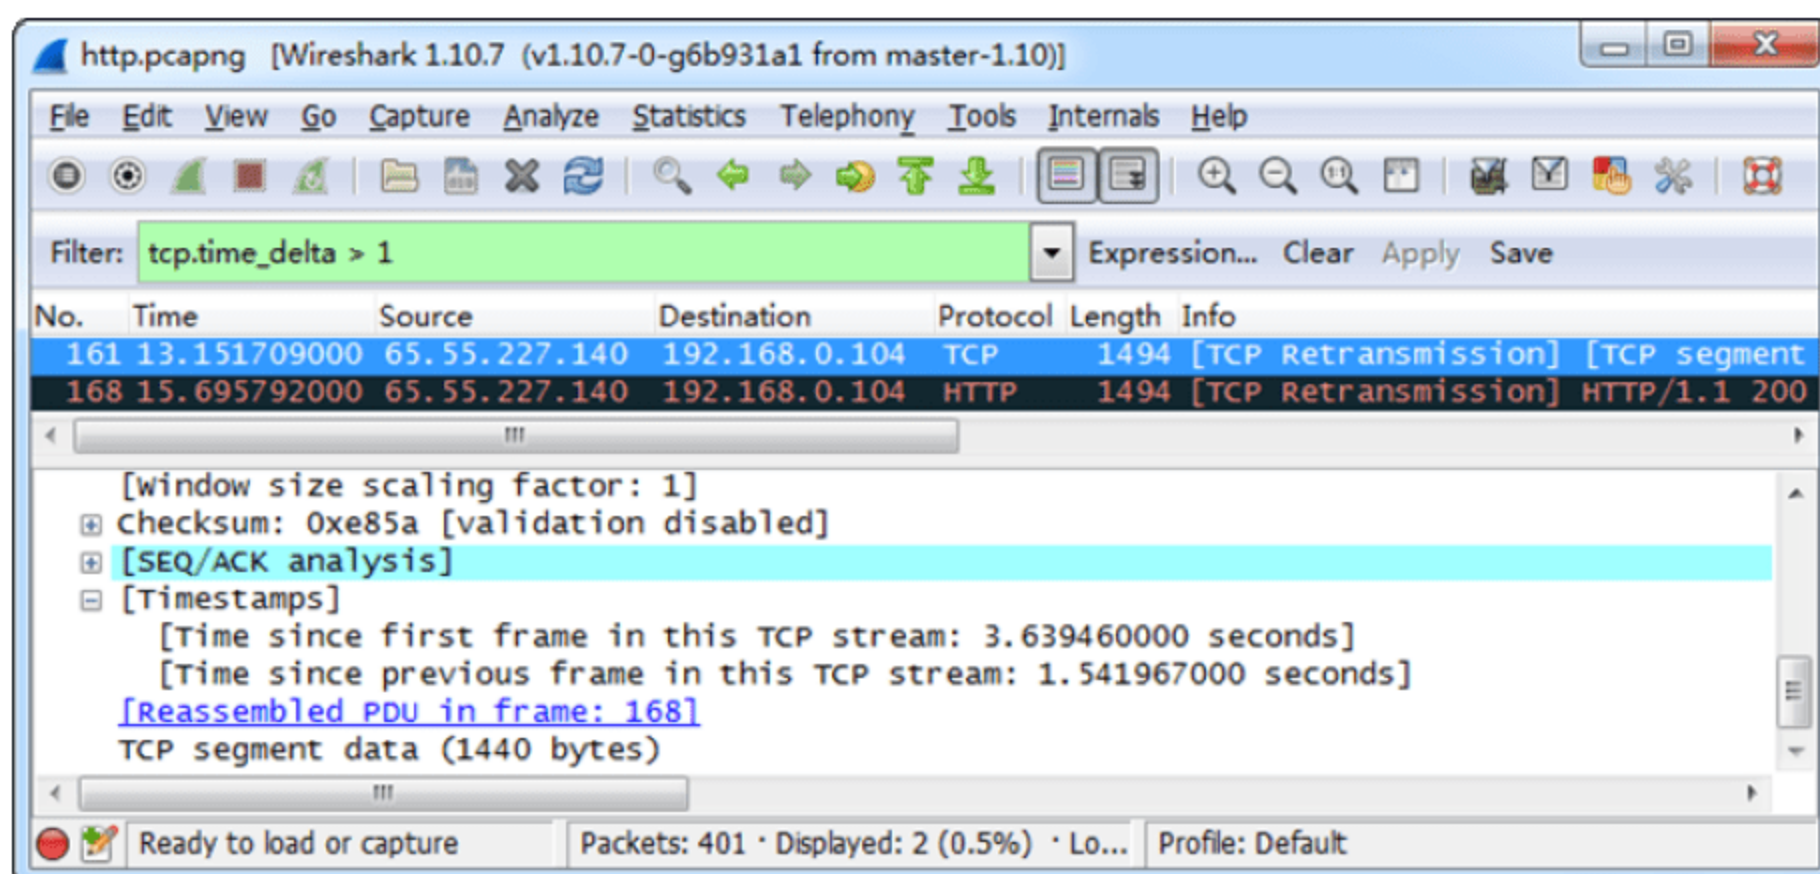 http.pcapng [Wireshark 1.10.7 (v1.10.7-0-g6b931a1 from master-1.10)]
File Edit View Go Capture Analyze Statistics Telephony Tools Internals Help
Filter: tcp.time_delta > 1 Expression... Clear Apply Save
No. Time Source Destination Protocol Length Info
161 13.151709000 65.55.227.140 192.168.0.104 TCP 1494 [TCP Retransmission] [TCP segment
168 15.695792000 65.55.227.140 192.168.0.104 HTTP 1494 [TCP Retransmission] HTTP/1.1 200
[Window size scaling factor: 1]
Checksum: 0xe85a [validation disabled]
[SEQ/ACK analysis]
[Timestamps]
[Time since first frame in this TCP stream: 3.639460000 seconds]
[Time since previous frame in this TCP stream: 1.541967000 seconds]
[Reassembled PDU in frame: 168]
TCP segment data (1440 bytes)
Ready to load or capture Packets: 401 · Displayed: 2 (0.5%) · Lo... Profile: Default